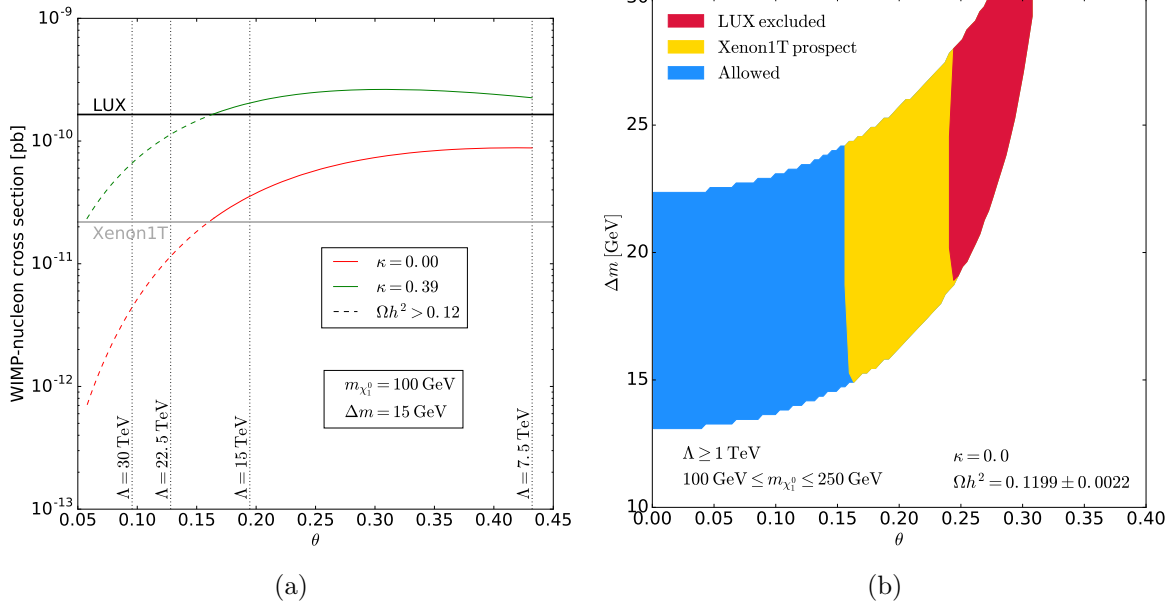 10^-9
10^-10
10^-11
10^-12
10^-13
WIMP-nucleon cross section [pb]
LUX
Xenon1T
κ = 0.00
κ = 0.39
Ωh² > 0.12
m_χ₁⁰ = 100 GeV
Δm = 15 GeV
Λ = 30 TeV
Λ = 22.5 TeV
Λ = 15 TeV
Λ = 7.5 TeV
0.05 0.10 0.15 0.20 0.25 0.30 0.35 0.40 0.45
θ
(a)
30
25
20
15
10
Δm [GeV]
LUX excluded
Xenon1T prospect
Allowed
Λ ≥ 1 TeV
100 GeV ≤ m_χ₁⁰ ≤ 250 GeV
κ = 0.0
Ωh² = 0.1199 ± 0.0022
0.00 0.05 0.10 0.15 0.20 0.25 0.30 0.35 0.40
θ
(b)